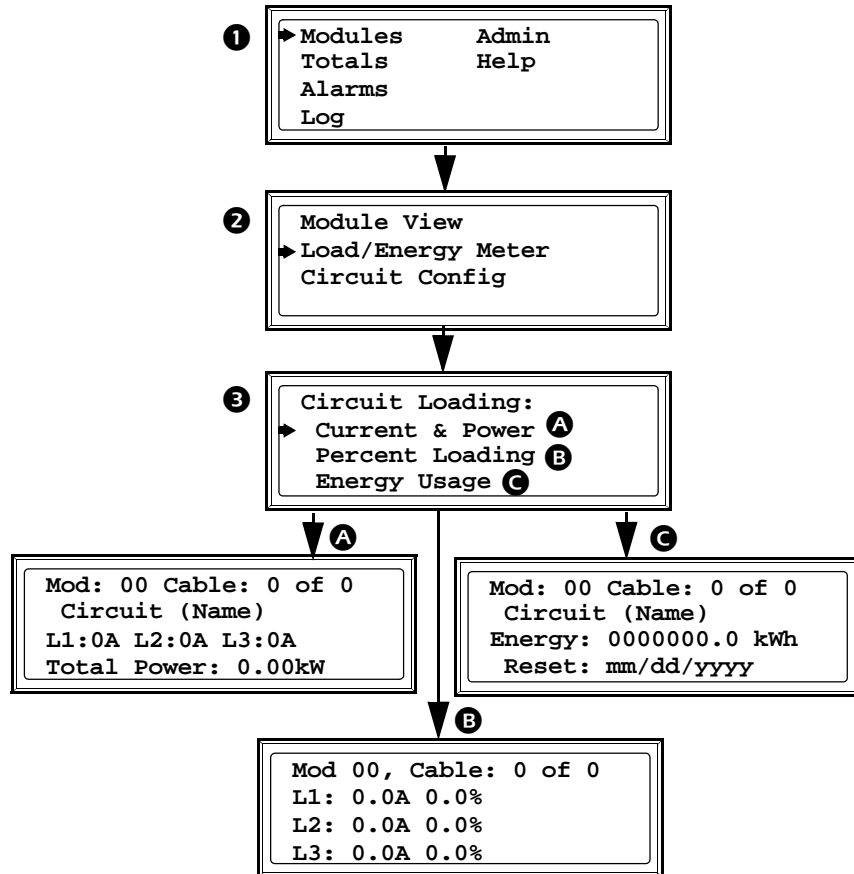 ❶
Modules Admin
Totals Help
Alarms
Log
❷
Module View
Load/Energy Meter
Circuit Config
❸
Circuit Loading:
Current & Power A
Percent Loading B
Energy Usage C
A
Mod: 00 Cable: 0 of 0
Circuit (Name)
L1:0A L2:0A L3:0A
Total Power: 0.00kW
C
Mod: 00 Cable: 0 of 0
Circuit (Name)
Energy: 0000000.0 kWh
Reset: mm/dd/yyyy
B
Mod 00, Cable: 0 of 0
L1: 0.0A 0.0%
L2: 0.0A 0.0%
L3: 0.0A 0.0%